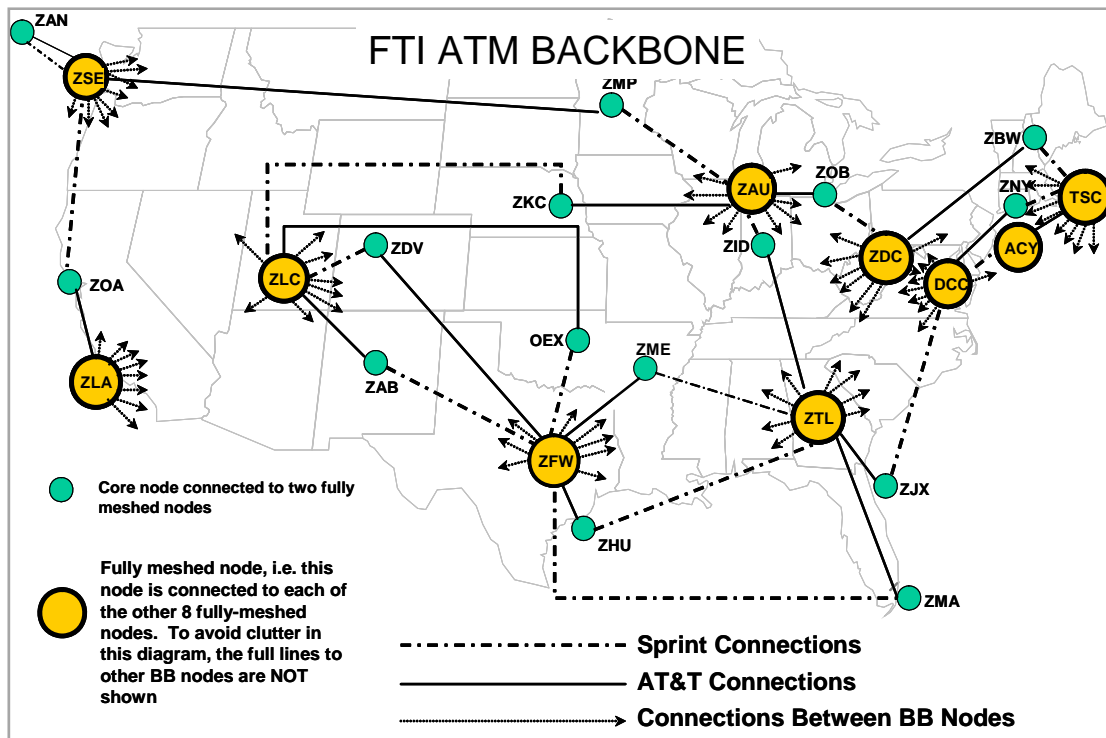 FTI ATM BACKBONE
ZAN
ZSE
ZMP
ZBW
ZAU
ZOB
ZNY
TSC
ZKC
ZDV
ZID
ZDC
ACY
ZLC
DCC
ZOA
OEX
ZME
ZAB
ZLA
ZTL
ZFW
ZJX
ZHU
ZMA
Core node connected to two fully
meshed nodes
Fully meshed node, i.e. this
node is connected to each of
the other 8 fully-meshed
nodes. To avoid clutter in
this diagram, the full lines to
other BB nodes are NOT
shown
Sprint Connections
AT&T Connections
Connections Between BB Nodes